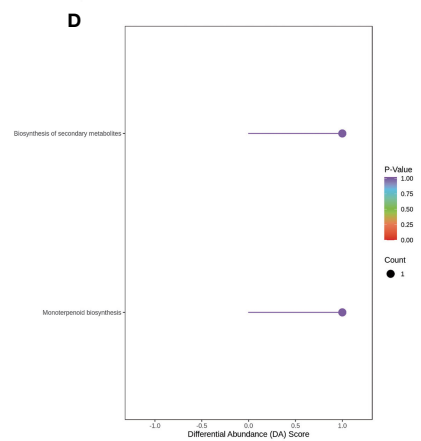 D
Biosynthesis of secondary metabolites
Monoterpenoid biosynthesis
-1.0 -0.5 0.0 0.5 1.0
Differential Abundance (DA) Score
P-Value
1.00
0.75
0.50
0.25
0.00
Count
1